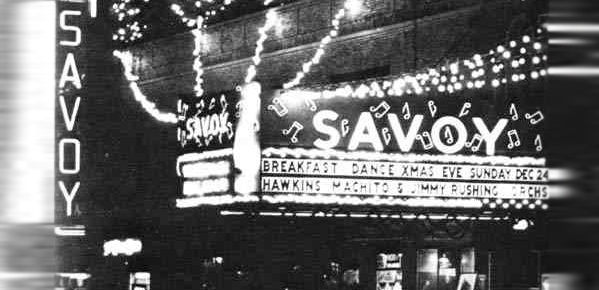 SAVOY
SAVOY
SAVOY
BREAKFAST DANCE XMAS EVE SUNDAY DEC 24
HAWKINS MACHITO & JIMMY RUSHING ORCHS